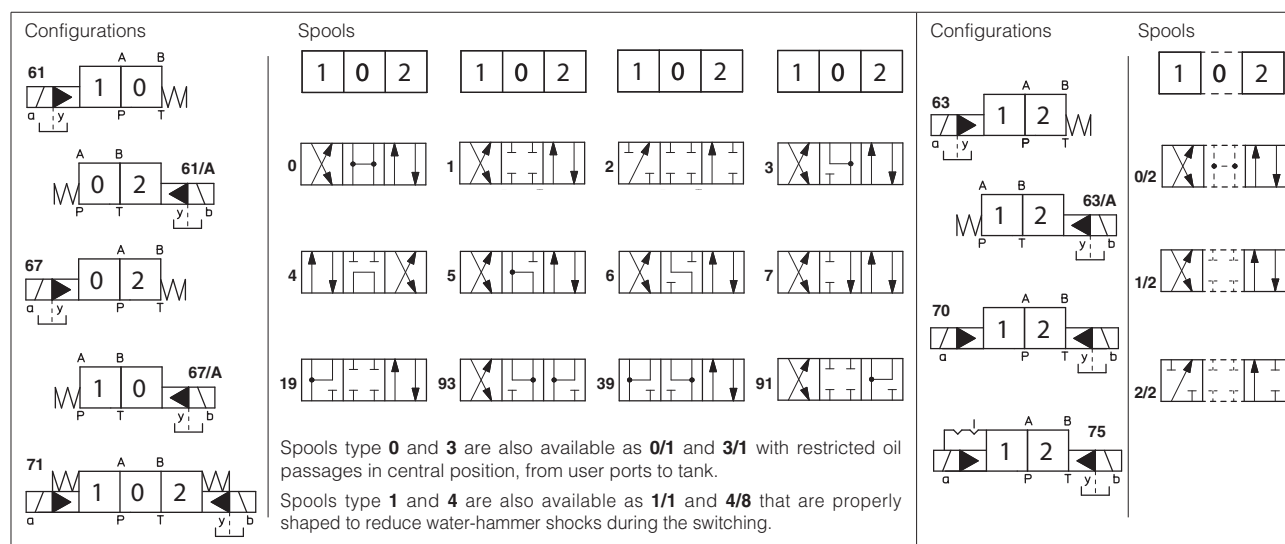 Configurations
61
A B
1 0
a y P T
A B
61/A
0 2
P T y b
A B
67
0 2
a y P T
A B
67/A
1 0
P T y b
71
A B
1 0 2
a P T y b
Spools
1 0 2
1 0 2
1 0 2
1 0 2
0
1
2
3
4
5
6
7
19
93
39
91
Spools type 0 and 3 are also available as 0/1 and 3/1 with restricted oil
passages in central position, from user ports to tank.
Spools type 1 and 4 are also available as 1/1 and 4/8 that are properly
shaped to reduce water-hammer shocks during the switching.
Configurations
63
A B
1 2
a y P T
A B
63/A
1 2
P T y b
70
A B
1 2
a P T y b
A B
75
1 2
a P T y b
Spools
1 0 2
0/2
1/2
2/2